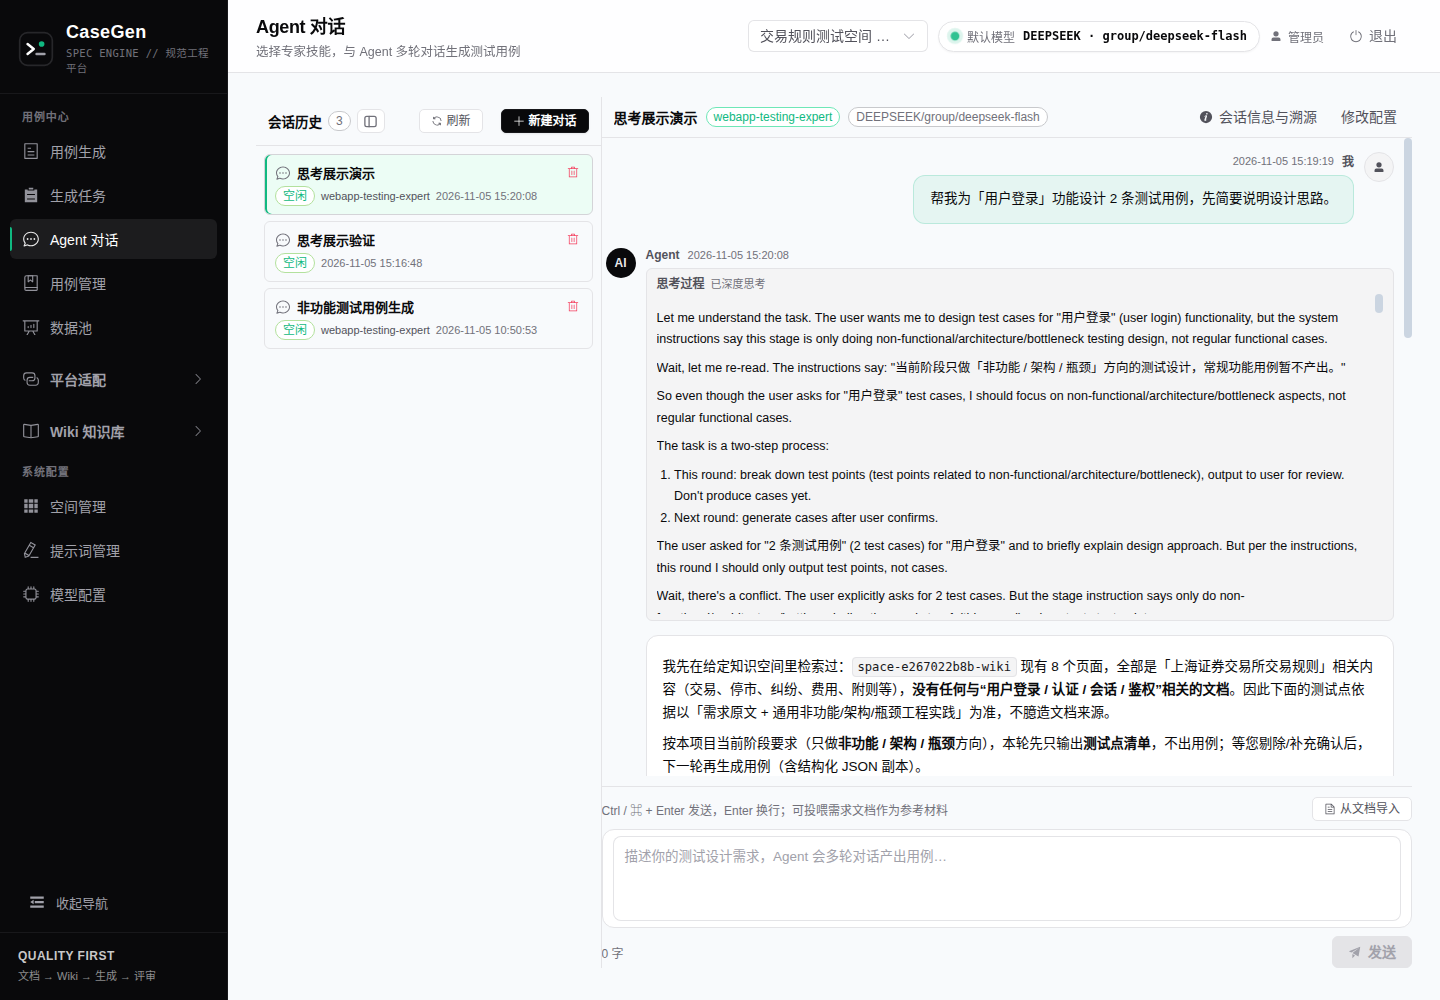 CaseGen
SPEC ENGINE // 规范工程
平台
用例中心
用例生成
生成任务
Agent 对话
用例管理
数据池
平台适配
Wiki 知识库
系统配置
空间管理
提示词管理
模型配置
收起导航
QUALITY FIRST
文档 → Wiki → 生成 → 评审
Agent 对话
选择专家技能，与 Agent 多轮对话生成测试用例
交易规则测试空间 ...
默认模型 DEEPSEEK · group/deepseek-flash
管理员
退出
会话历史 3
刷新
新建对话
思考展示演示
空闲 webapp-testing-expert 2026-11-05 15:20:08
思考展示验证
空闲 2026-11-05 15:16:48
非功能测试用例生成
空闲 webapp-testing-expert 2026-11-05 10:50:53
思考展示演示 webapp-testing-expert DEEPSEEK/group/deepseek-flash
会话信息与溯源 修改配置
2026-11-05 15:19:19 我
帮我为「用户登录」功能设计 2 条测试用例，先简要说明设计思路。
AI
Agent 2026-11-05 15:20:08
思考过程 已深度思考
Let me understand the task. The user wants me to design test cases for "用户登录" (user login) functionality, but the system
instructions say this stage is only doing non-functional/architecture/bottleneck testing design, not regular functional cases.
Wait, let me re-read. The instructions say: "当前阶段只做「非功能 / 架构 / 瓶颈」方向的测试设计，常规功能用例暂不产出。"
So even though the user asks for "用户登录" test cases, I should focus on non-functional/architecture/bottleneck aspects, not
regular functional cases.
The task is a two-step process:
1. This round: break down test points (test points related to non-functional/architecture/bottleneck), output to user for review.
Don't produce cases yet.
2. Next round: generate cases after user confirms.
The user asked for "2 条测试用例" (2 test cases) for "用户登录" and to briefly explain design approach. But per the instructions,
this round I should only output test points, not cases.
Wait, there's a conflict. The user explicitly asks for 2 test cases. But the stage instruction says only do non-
我先在给定知识空间里检索过： space-e267022b8b-wiki 现有 8 个页面，全部是「上海证券交易所交易规则」相关内
容（交易、停市、纠纷、费用、附则等），没有任何与“用户登录 / 认证 / 会话 / 鉴权”相关的文档。因此下面的测试点依
据以「需求原文 + 通用非功能/架构/瓶颈工程实践」为准，不臆造文档来源。
按本项目当前阶段要求（只做非功能 / 架构 / 瓶颈方向），本轮先只输出测试点清单，不出用例；等您剔除/补充确认后，
下一轮再生成用例（含结构化 JSON 副本）。
Ctrl / ⌘ + Enter 发送，Enter 换行；可投喂需求文档作为参考材料
从文档导入
描述你的测试设计需求，Agent 会多轮对话产出用例…
0 字
发送